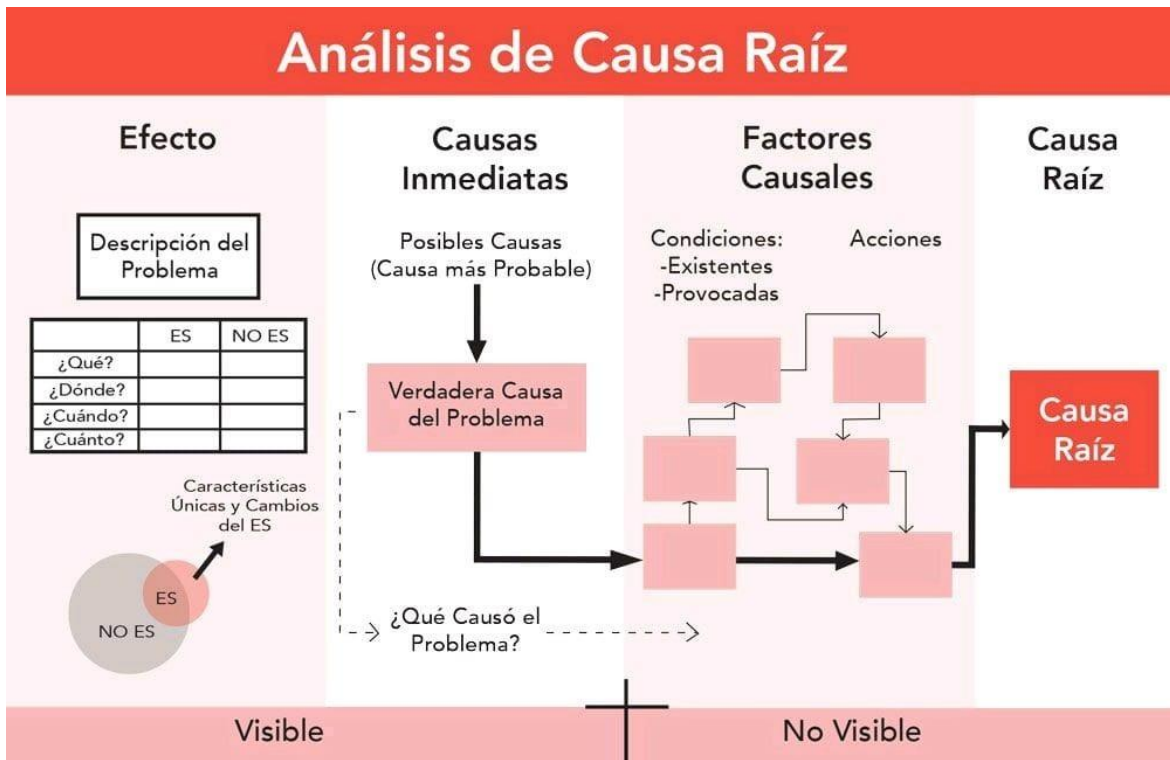 Análisis de Causa Raíz
Efecto
Descripción del
Problema
ES NO ES
¿Qué?
¿Dónde?
¿Cuándo?
¿Cuánto?
Características
Únicas y Cambios
del ES
ES
NO ES
Causas
Inmediatas
Posibles Causas
(Causa más Probable)
Verdadera Causa
del Problema
¿Qué Causó el
Problema?
Factores
Causales
Condiciones:
-Existentes
-Provocadas
Acciones
Causa
Raíz
Causa
Raíz
Visible
No Visible